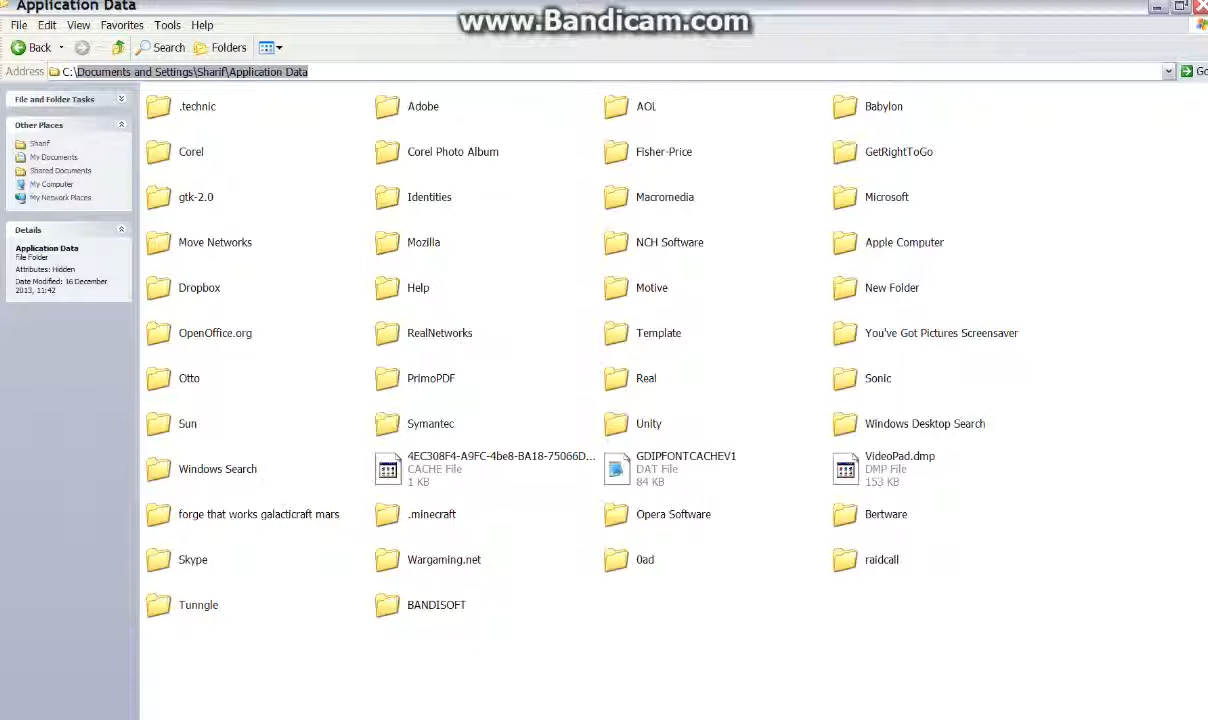 Application Data
www.Bandicam.com
File Edit View Favorites Tools Help
Back Search Folders
Address C:\Documents and Settings\Sharif\Application Data Go
File and Folder Tasks
Other Places
Sharif
My Documents
Shared Documents
My Computer
My Network Places
Details
Application Data
File Folder
Attributes: Hidden
Date Modified: 16 December
2013, 11:42
.technic Adobe AOL Babylon
Corel Corel Photo Album Fisher-Price GetRightToGo
gtk-2.0 Identities Macromedia Microsoft
Move Networks Mozilla NCH Software Apple Computer
Dropbox Help Motive New Folder
OpenOffice.org RealNetworks Template You've Got Pictures Screensaver
Otto PrimoPDF Real Sonic
Sun Symantec Unity Windows Desktop Search
Windows Search
4EC308F4-A9FC-4be8-BA18-75066D...
CACHE File
1 KB
GDIPFONTCACHEV1
DAT File
84 KB
VideoPad.dmp
DMP File
153 KB
forge that works galacticraft mars .minecraft Opera Software Bertware
Skype Wargaming.net 0ad raidcall
Tunngle BANDISOFT